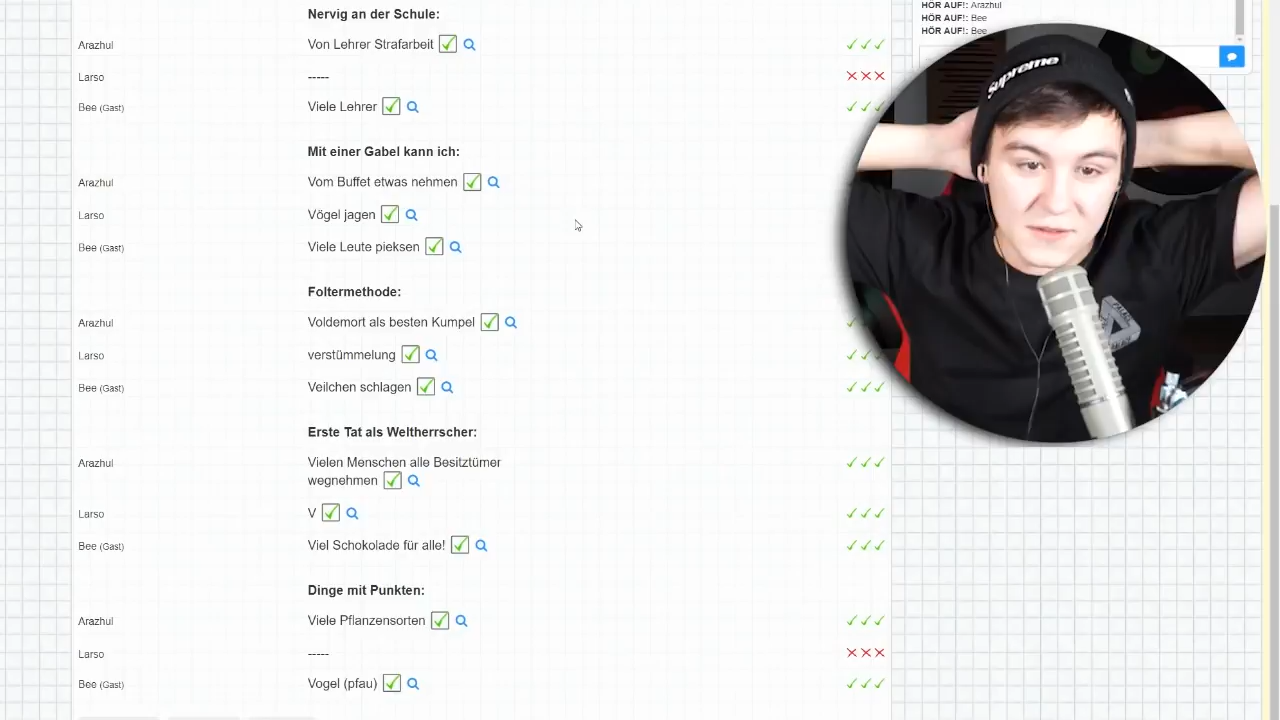 HÖR AUF!: Arazhul
HÖR AUF!: Bee
HÖR AUF!: Bee
Nervig an der Schule:
Arazhul Von Lehrer Strafarbeit
Larso -----
Bee (Gast) Viele Lehrer
Mit einer Gabel kann ich:
Arazhul Vom Buffet etwas nehmen
Larso Vögel jagen
Bee (Gast) Viele Leute pieksen
Foltermethode:
Arazhul Voldemort als besten Kumpel
Larso verstümmelung
Bee (Gast) Veilchen schlagen
Erste Tat als Weltherrscher:
Arazhul Vielen Menschen alle Besitztümer
wegnehmen
Larso V
Bee (Gast) Viel Schokolade für alle!
Dinge mit Punkten:
Arazhul Viele Pflanzensorten
Larso -----
Bee (Gast) Vogel (pfau)
Supreme